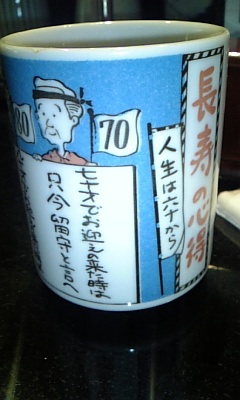 長寿の心得
人生は六十から
70
七十才でお迎えの来た時は
只今留守と言へ
80